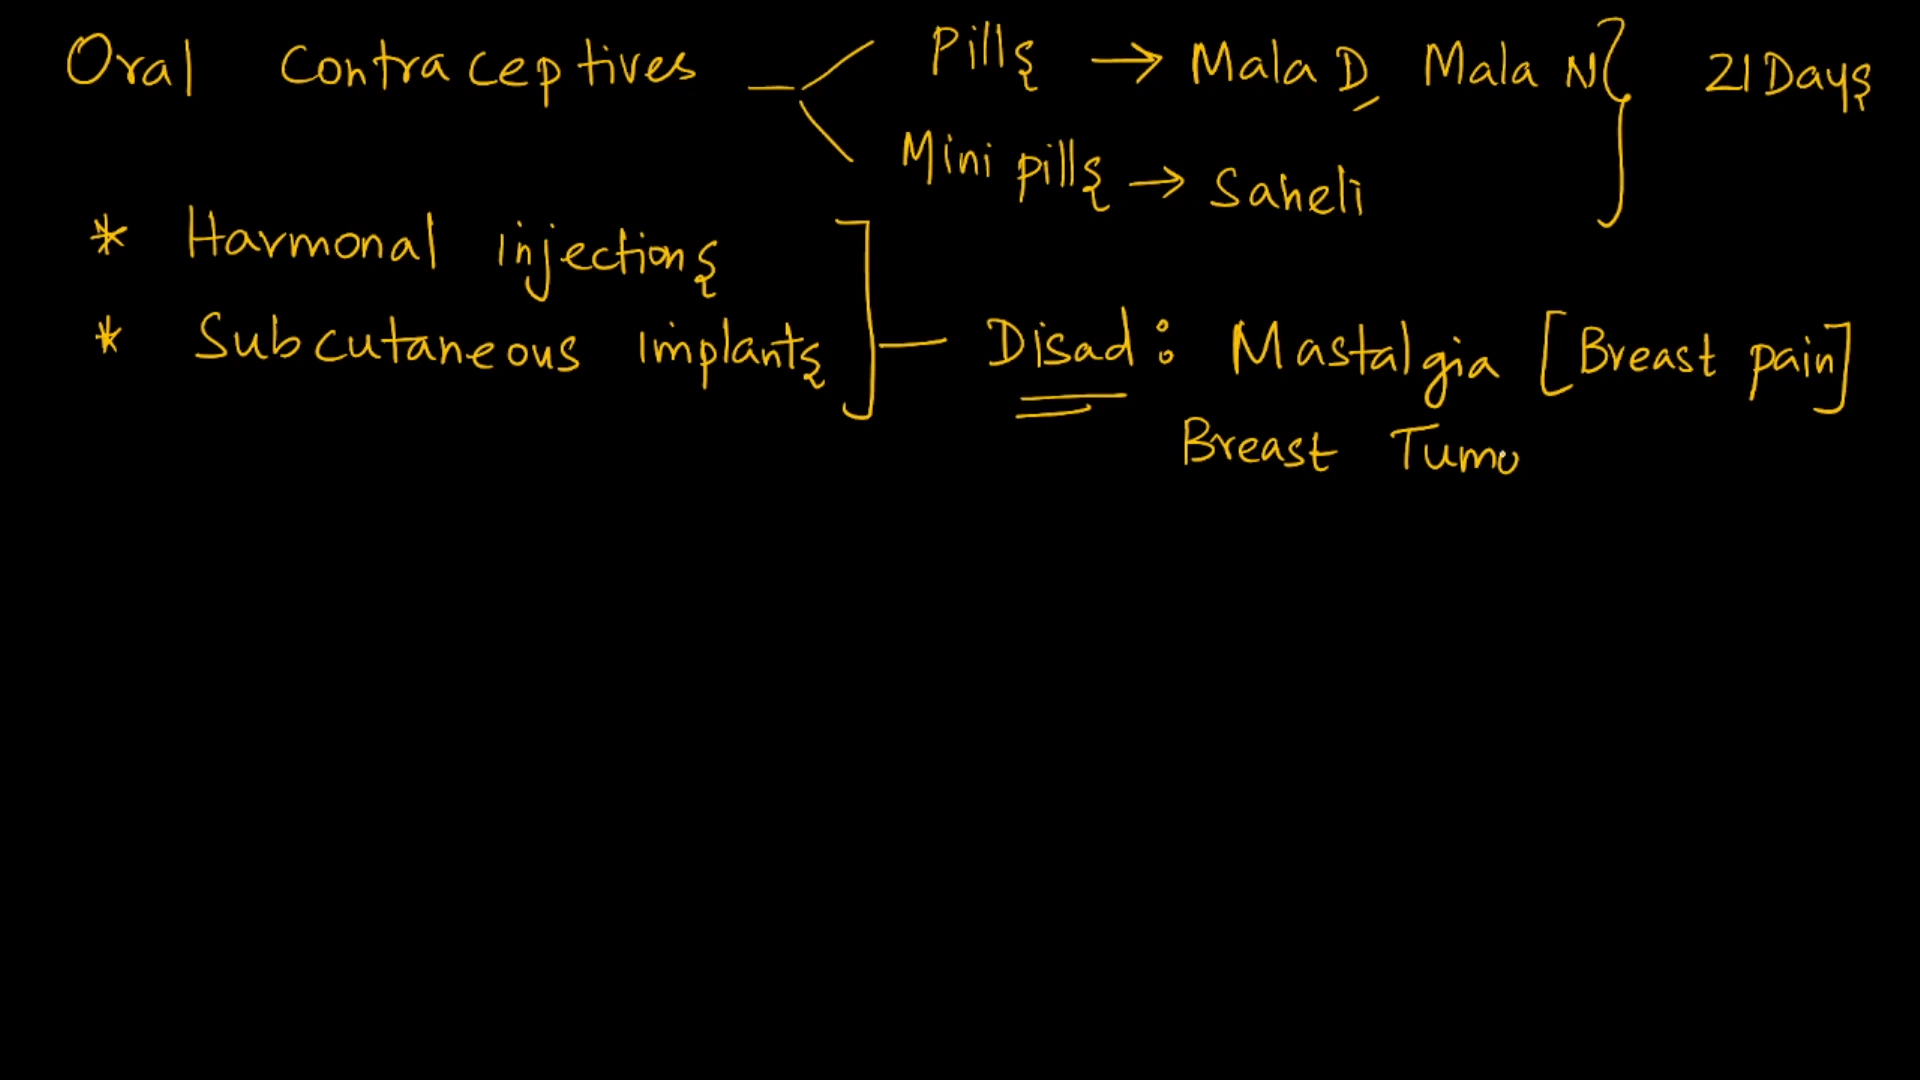 Oral Contraceptives — Pills → Mala D, Mala N} 21 Days
Mini pills → Saheli
* Harmonal injections
* Subcutaneous implants] — Disad: Mastalgia [Breast pain]
Breast Tumo